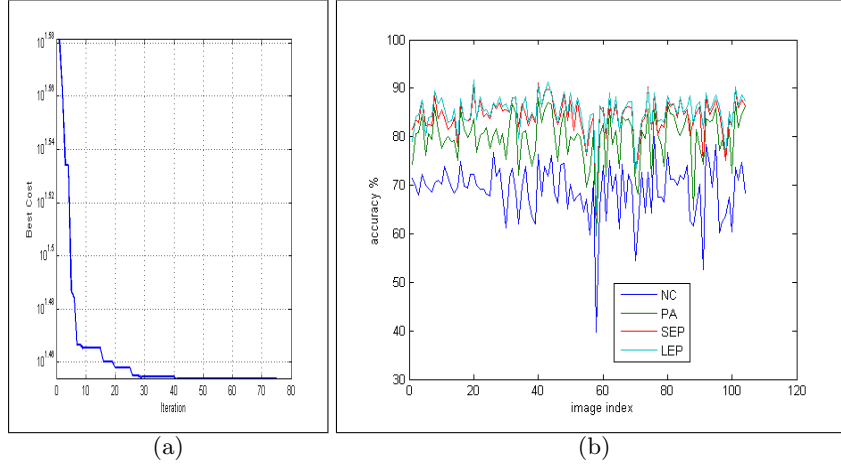 10^1.58
10^1.56
10^1.54
10^1.52
10^1.5
10^1.48
10^1.46
Best Cost
0 10 20 30 40 50 60 70 80
Iteration
(a)
100
90
80
70
60
50
40
30
accuracy %
NC
PA
SEP
LEP
0 20 40 60 80 100 120
image index
(b)